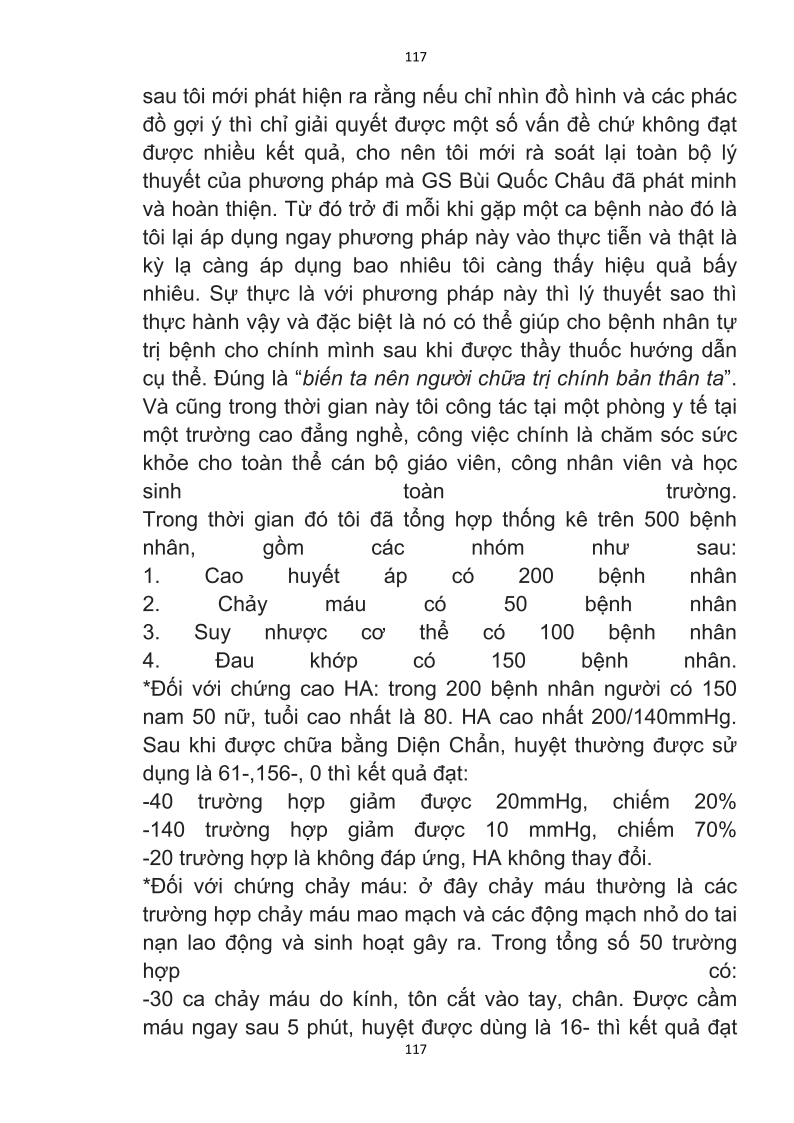 117
sau tôi mới phát hiện ra rằng nếu chỉ nhìn đồ hình và các phác
đồ gợi ý thì chỉ giải quyết được một số vấn đề chứ không đạt
được nhiều kết quả, cho nên tôi mới rà soát lại toàn bộ lý
thuyết của phương pháp mà GS Bùi Quốc Châu đã phát minh
và hoàn thiện. Từ đó trở đi mỗi khi gặp một ca bệnh nào đó là
tôi lại áp dụng ngay phương pháp này vào thực tiễn và thật là
kỳ lạ càng áp dụng bao nhiêu tôi càng thấy hiệu quả bấy
nhiêu. Sự thực là với phương pháp này thì lý thuyết sao thì
thực hành vậy và đặc biệt là nó có thể giúp cho bệnh nhân tự
trị bệnh cho chính mình sau khi được thầy thuốc hướng dẫn
cụ thể. Đúng là “biến ta nên người chữa trị chính bản thân ta”.
Và cũng trong thời gian này tôi công tác tại một phòng y tế tại
một trường cao đẳng nghề, công việc chính là chăm sóc sức
khỏe cho toàn thể cán bộ giáo viên, công nhân viên và học
sinh toàn trường.
Trong thời gian đó tôi đã tổng hợp thống kê trên 500 bệnh
nhân, gồm các nhóm như sau:
1. Cao huyết áp có 200 bệnh nhân
2. Chảy máu có 50 bệnh nhân
3. Suy nhược cơ thể có 100 bệnh nhân
4. Đau khớp có 150 bệnh nhân.
*Đối với chứng cao HA: trong 200 bệnh nhân người có 150
nam 50 nữ, tuổi cao nhất là 80. HA cao nhất 200/140mmHg.
Sau khi được chữa bằng Diện Chẩn, huyệt thường được sử
dụng là 61-,156-, 0 thì kết quả đạt:
-40 trường hợp giảm được 20mmHg, chiếm 20%
-140 trường hợp giảm được 10 mmHg, chiếm 70%
-20 trường hợp là không đáp ứng, HA không thay đổi.
*Đối với chứng chảy máu: ở đây chảy máu thường là các
trường hợp chảy máu mao mạch và các động mạch nhỏ do tai
nạn lao động và sinh hoạt gây ra. Trong tổng số 50 trường
hợp có:
-30 ca chảy máu do kính, tôn cắt vào tay, chân. Được cầm
máu ngay sau 5 phút, huyệt được dùng là 16- thì kết quả đạt
117